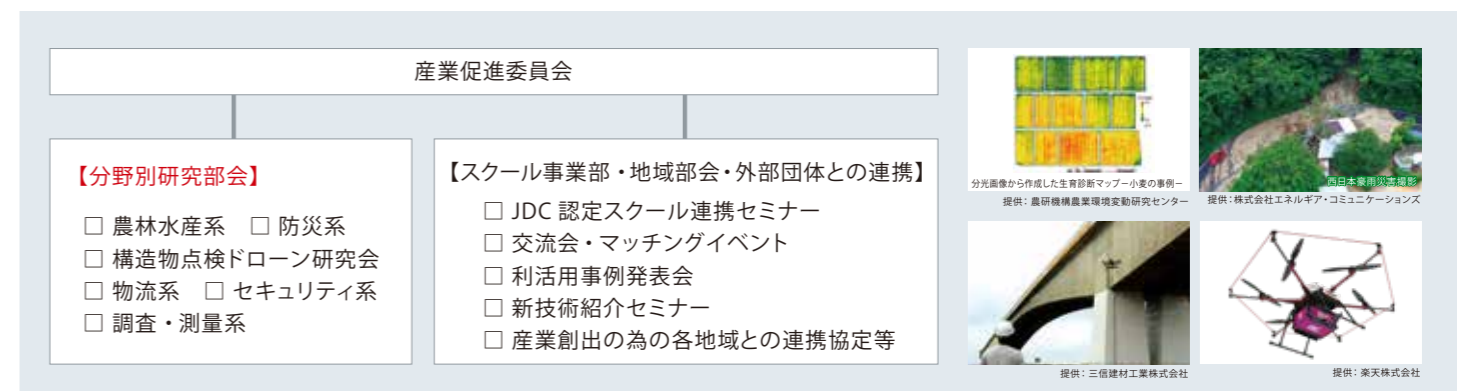 産業促進委員会
【分野別研究部会】
□ 農林水産系 □ 防災系
□ 構造物点検ドローン研究会
□ 物流系 □ セキュリティ系
□ 調査・測量系
【スクール事業部・地域部会・外部団体との連携】
□ JDC 認定スクール連携セミナー
□ 交流会・マッチングイベント
□ 利活用事例発表会
□ 新技術紹介セミナー
□ 産業創出の為の各地域との連携協定等
分光画像から作成した生育診断マップ－小麦の事例－
提供：農研機構農業環境変動研究センター
西日本豪雨災害撮影
提供：株式会社エネルギア・コミュニケーションズ
提供：三信建材工業株式会社
提供：楽天株式会社